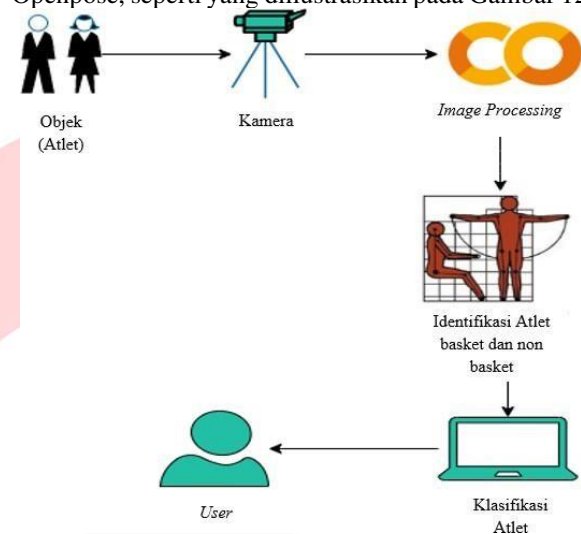 Openpose, seperti yang diilustrasikan pada Gambar 12
Objek
(Atlet)
Kamera
Image Processing
Identifikasi Atlet
basket dan non
basket
Klasifikasi
Atlet
User